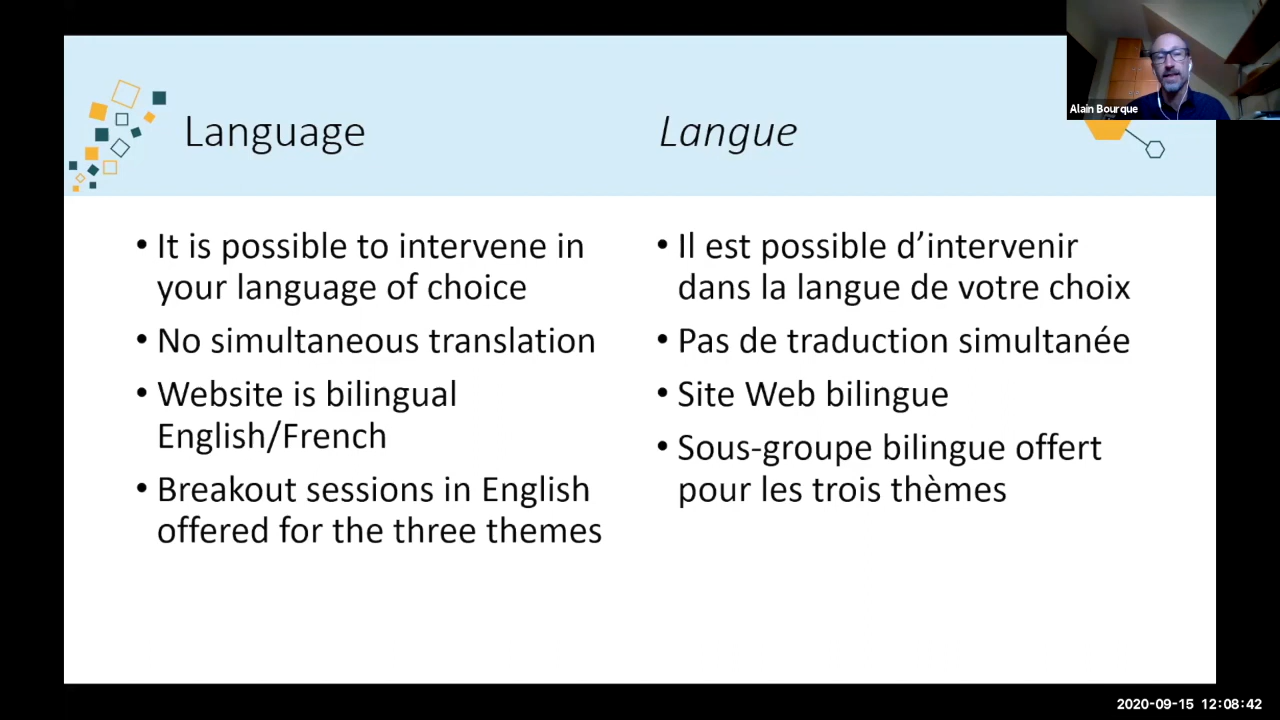 Alain Bourque
Language
Langue
• It is possible to intervene in
your language of choice
• No simultaneous translation
• Website is bilingual
English/French
• Breakout sessions in English
offered for the three themes
• Il est possible d’intervenir
dans la langue de votre choix
• Pas de traduction simultanée
• Site Web bilingue
• Sous-groupe bilingue offert
pour les trois thèmes
2020-09-15 12:08:42